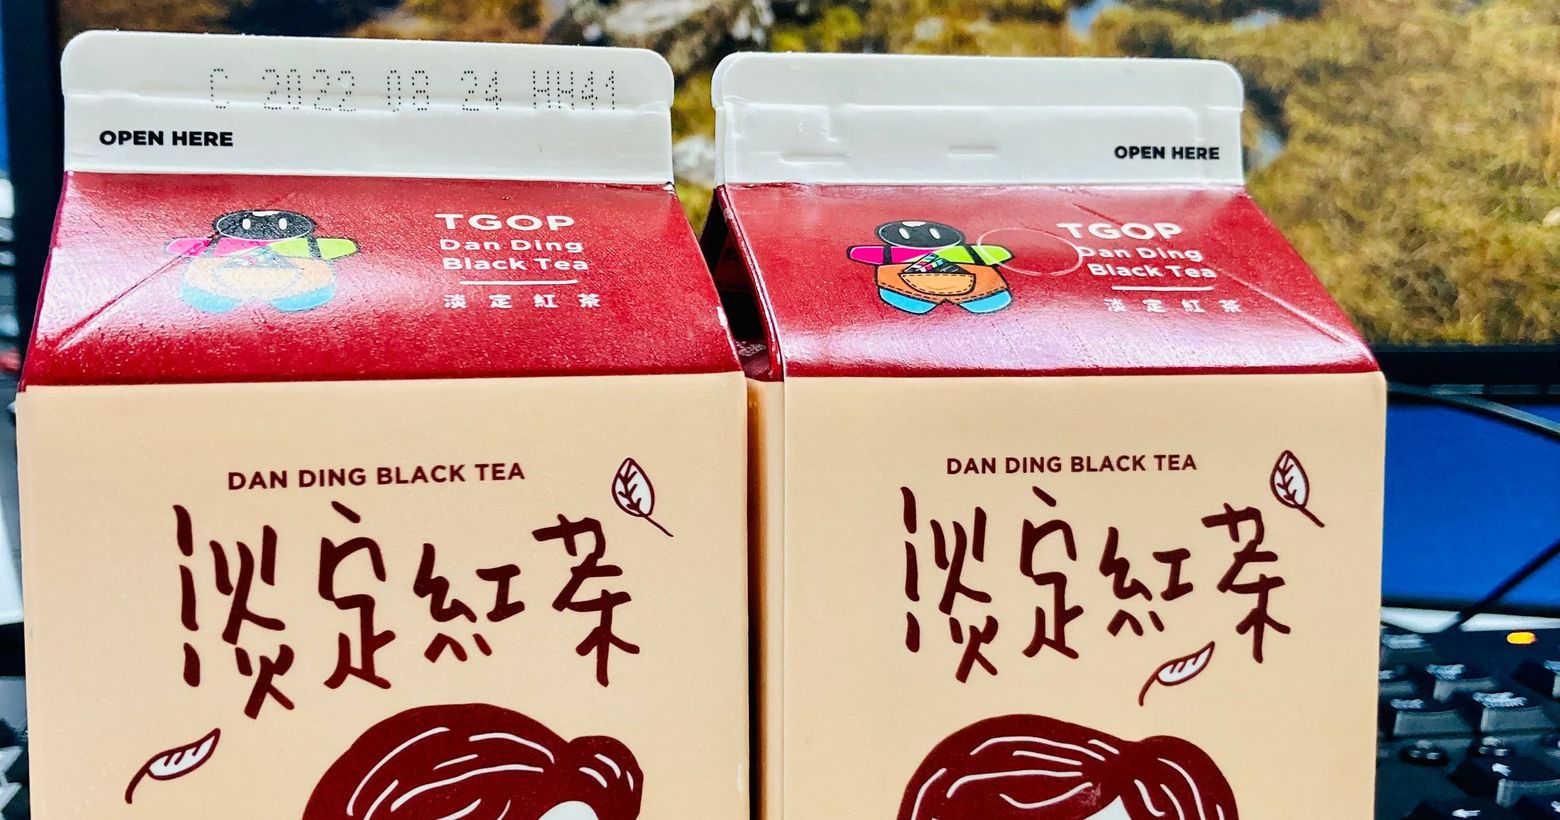 C 2022 08 24 HH41
OPEN HERE
TGOP
Dan Ding
Black Tea
淡定紅茶
DAN DING BLACK TEA
淡定紅茶
OPEN HERE
TGOP
Dan Ding
Black Tea
淡定紅茶
DAN DING BLACK TEA
淡定紅茶